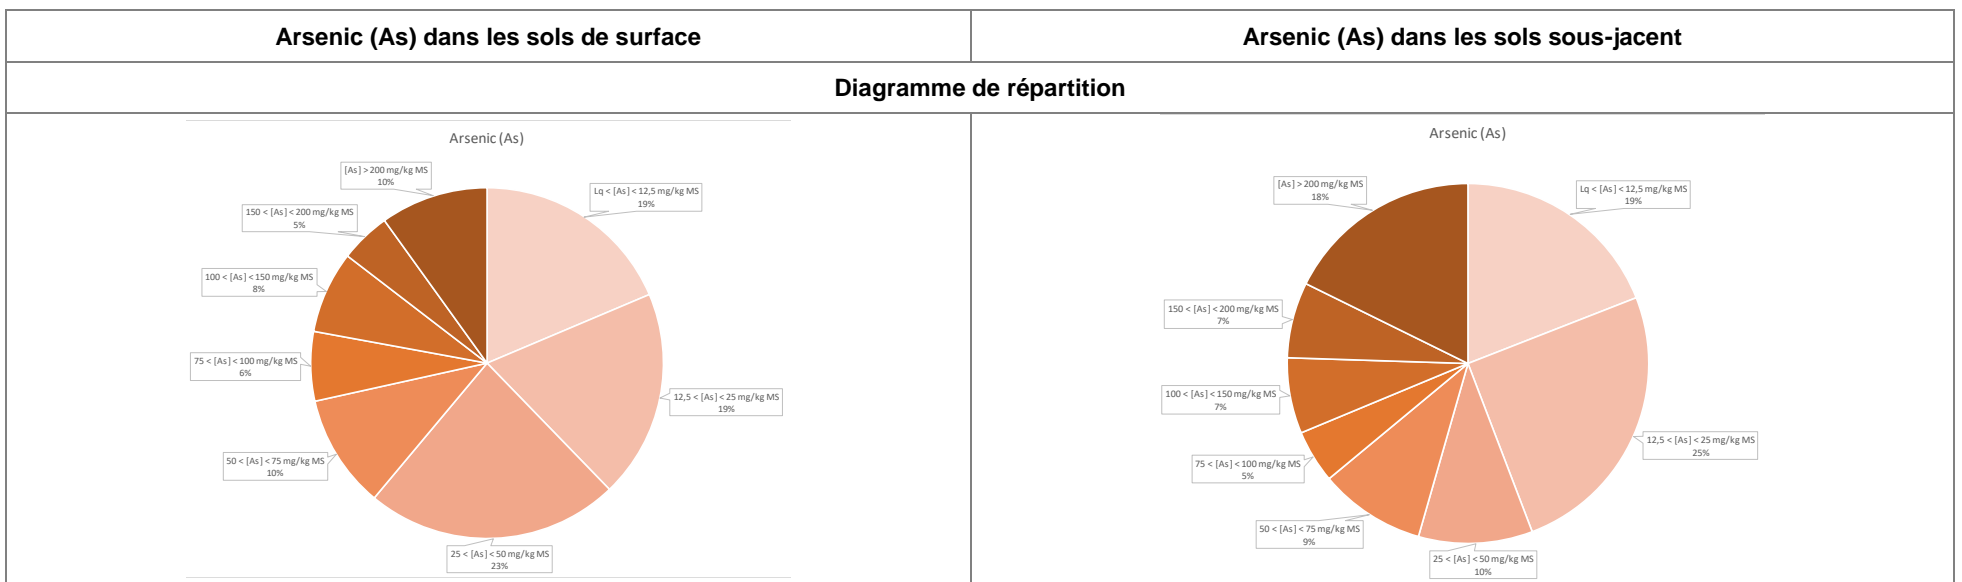 Arsenic (As) dans les sols de surface
Arsenic (As) dans les sols sous-jacent
Diagramme de répartition
Arsenic (As)
[As] > 200 mg/kg MS
10%
Lq < [As] < 12,5 mg/kg MS
19%
150 < [As] < 200 mg/kg MS
5%
100 < [As] < 150 mg/kg MS
8%
75 < [As] < 100 mg/kg MS
6%
12,5 < [As] < 25 mg/kg MS
19%
50 < [As] < 75 mg/kg MS
10%
25 < [As] < 50 mg/kg MS
23%
Arsenic (As)
[As] > 200 mg/kg MS
18%
Lq < [As] < 12,5 mg/kg MS
19%
150 < [As] < 200 mg/kg MS
7%
100 < [As] < 150 mg/kg MS
7%
12,5 < [As] < 25 mg/kg MS
25%
75 < [As] < 100 mg/kg MS
5%
50 < [As] < 75 mg/kg MS
9%
25 < [As] < 50 mg/kg MS
10%